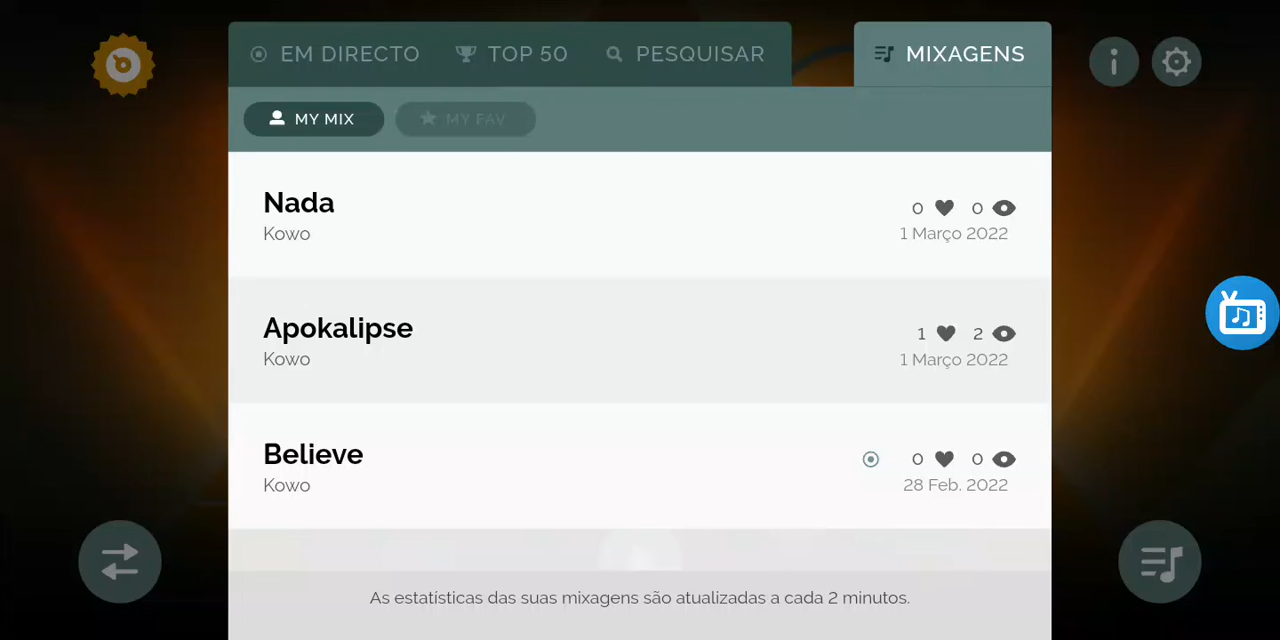 EM DIRECTO TOP 50 PESQUISAR MIXAGENS
MY MIX MY FAV
Nada
0 0
Kowo 1 Março 2022
Apokalipse
1 2
Kowo 1 Março 2022
Believe
0 0
Kowo 28 Feb. 2022
As estatísticas das suas mixagens são atualizadas a cada 2 minutos.